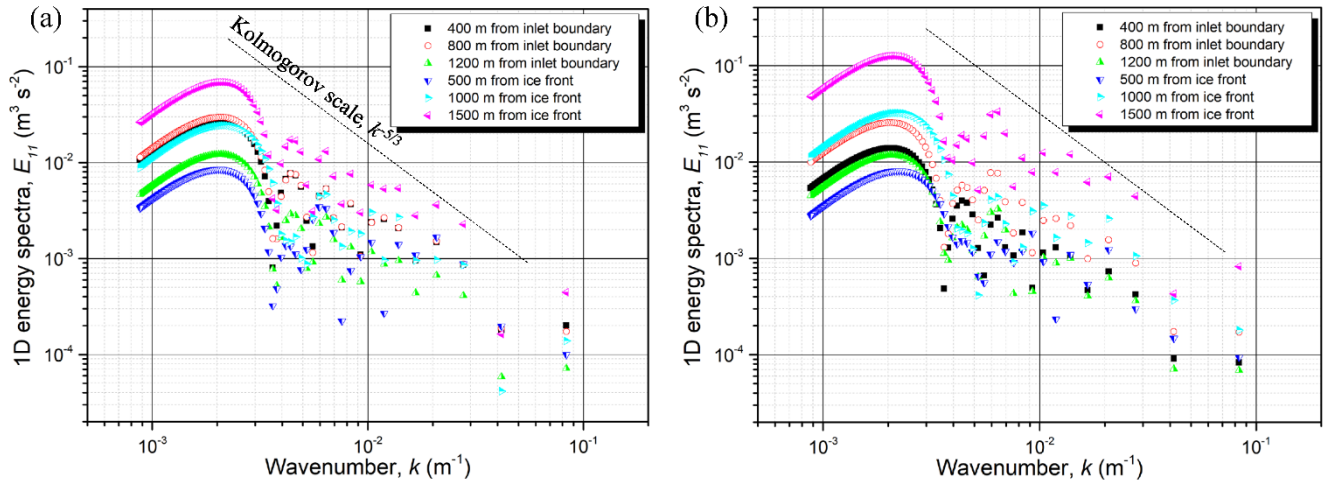 (a)
1D energy spectra, E11 (m3 s-2)
10-1
10-2
10-3
10-4
Kolmogorov scale, k-5/3
400 m from inlet boundary
800 m from inlet boundary
1200 m from inlet boundary
500 m from ice front
1000 m from ice front
1500 m from ice front
10-3
10-2
10-1
Wavenumber, k (m-1)
(b)
1D energy spectra, E11 (m3 s-2)
10-1
10-2
10-3
10-4
400 m from inlet boundary
800 m from inlet boundary
1200 m from inlet boundary
500 m from ice front
1000 m from ice front
1500 m from ice front
10-3
10-2
10-1
Wavenumber, k (m-1)